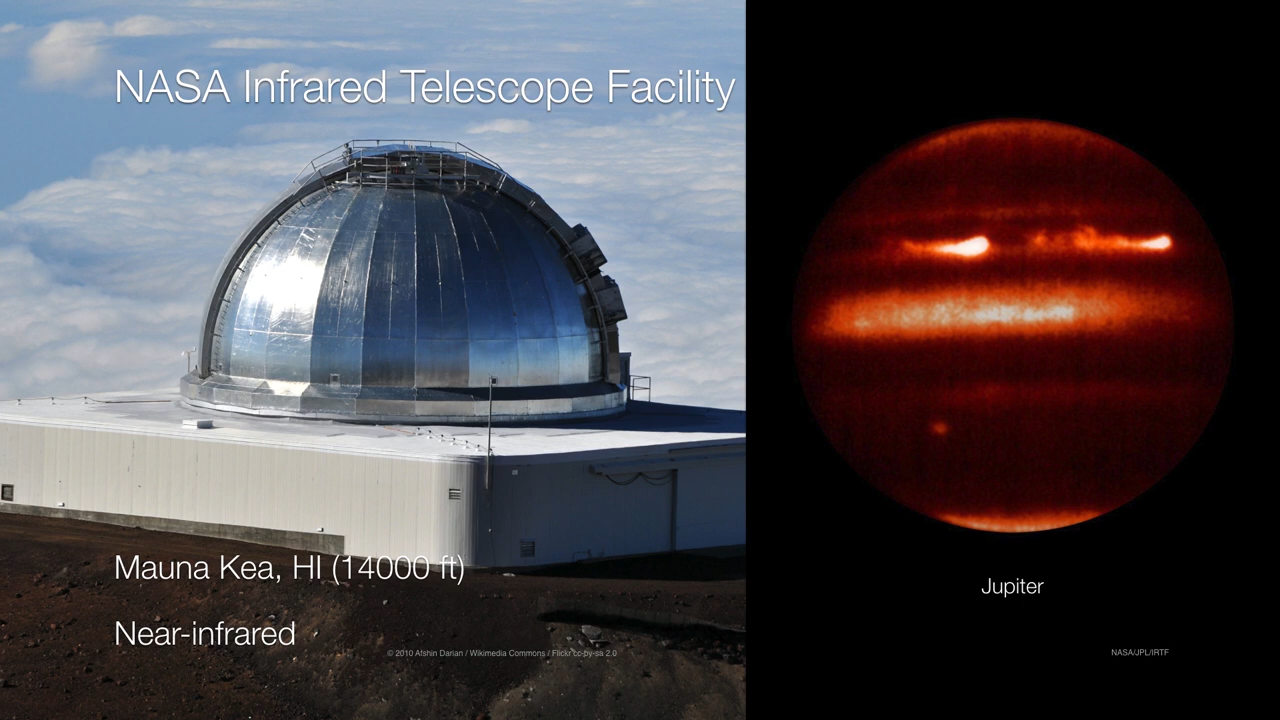 NASA Infrared Telescope Facility
Mauna Kea, HI (14000 ft)
Near-infrared
© 2010 Afshin Darian / Wikimedia Commons / Flickr cc-by-sa 2.0
Jupiter
NASA/JPL/IRTF